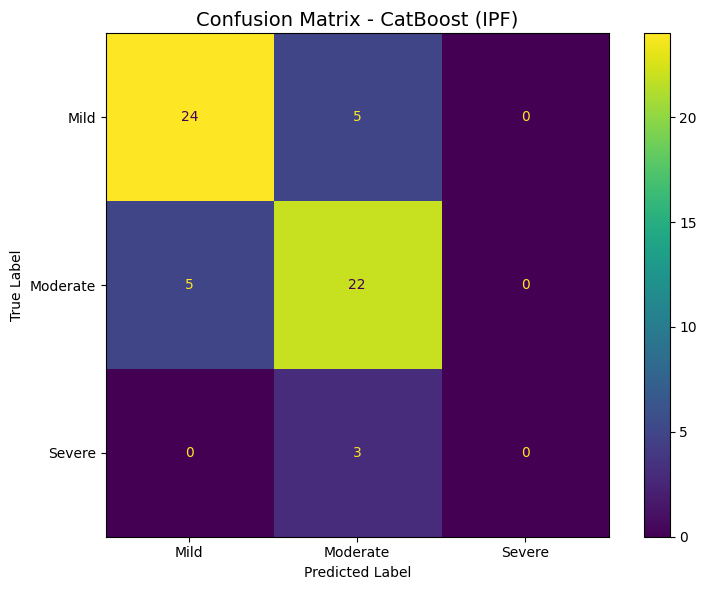 Confusion Matrix - CatBoost (IPF)
True Label
Mild
24
5
0
Moderate
5
22
0
Severe
0
3
0
Mild
Moderate
Severe
Predicted Label
20
15
10
5
0